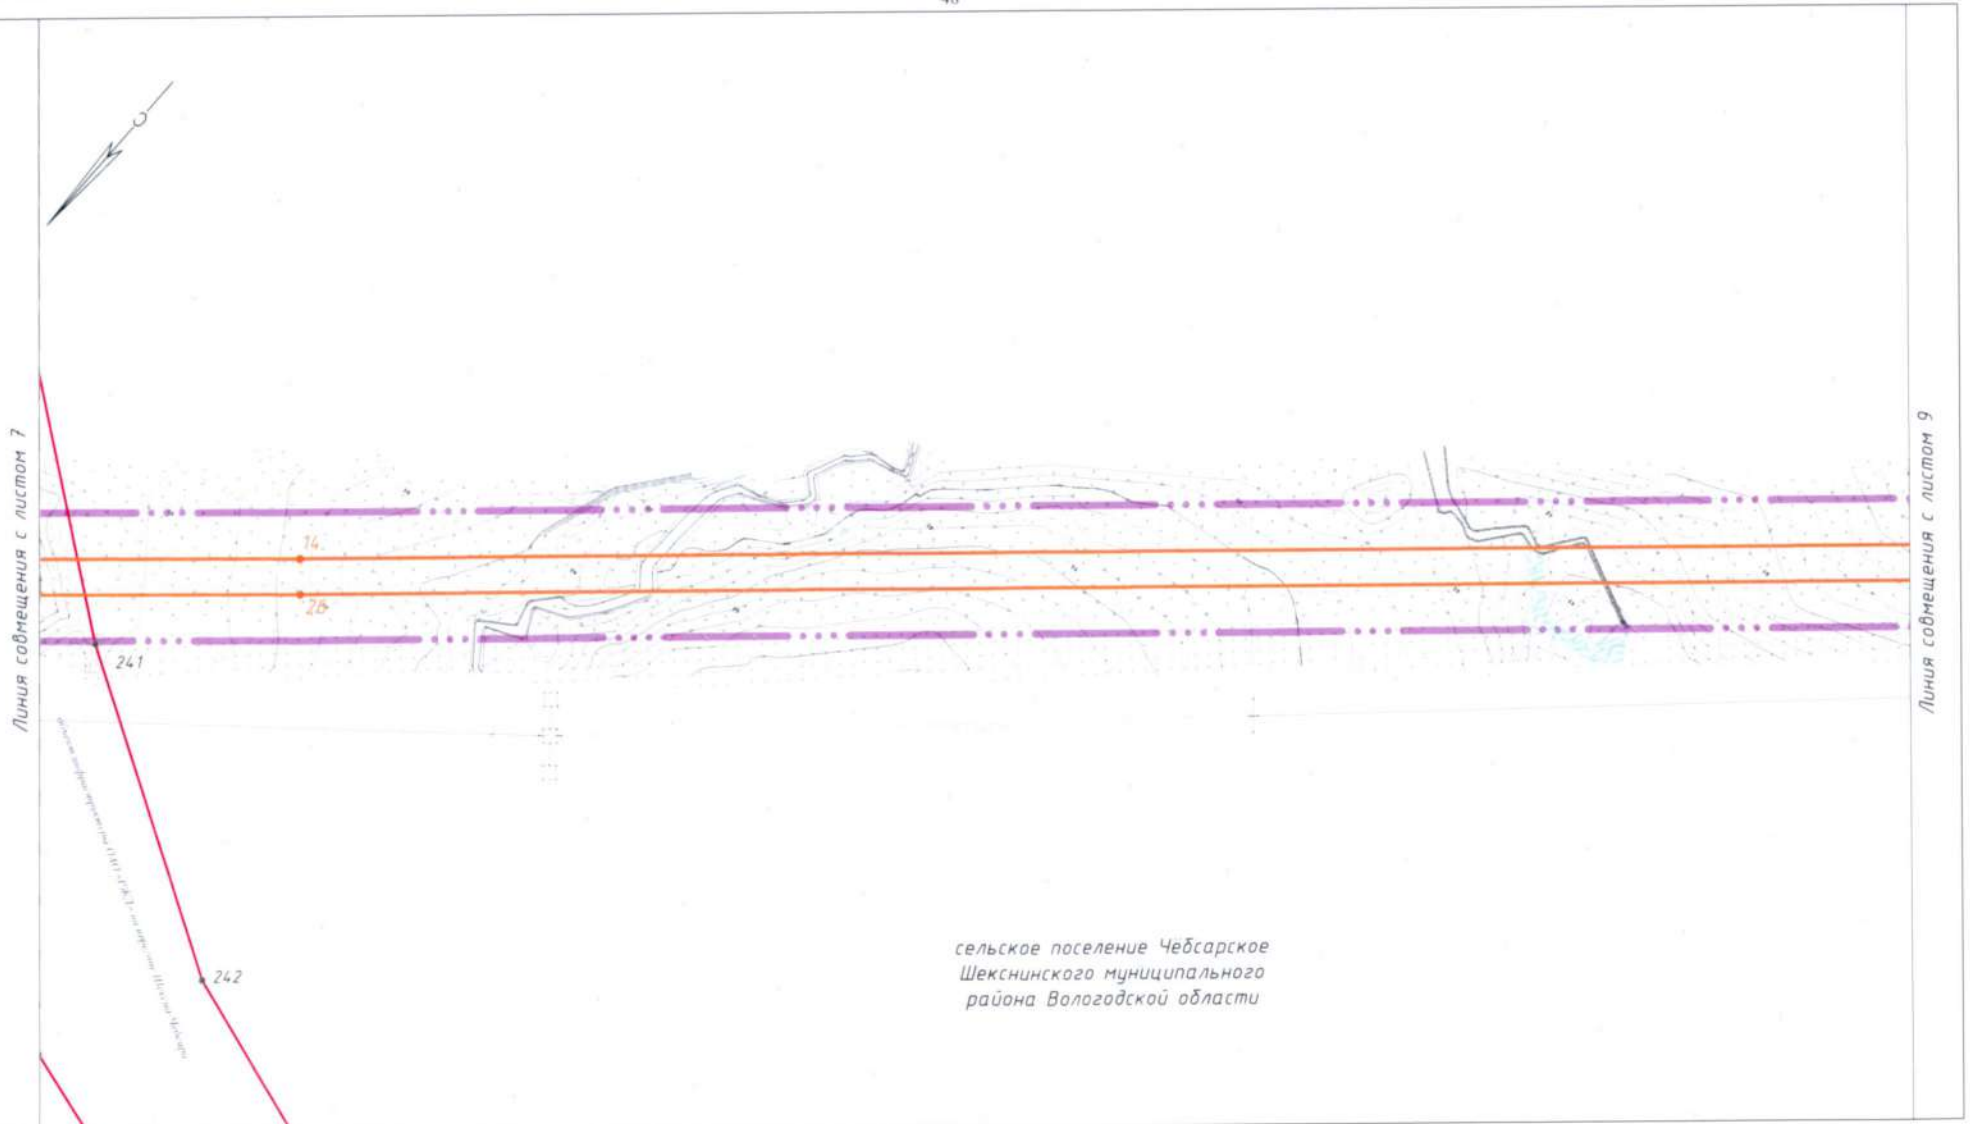 С
Линия совмещения с листом 7
14
26
241
242
сельское поселение Чебсарское
Шекснинского муниципального
района Вологодской области
Линия совмещения с листом 9